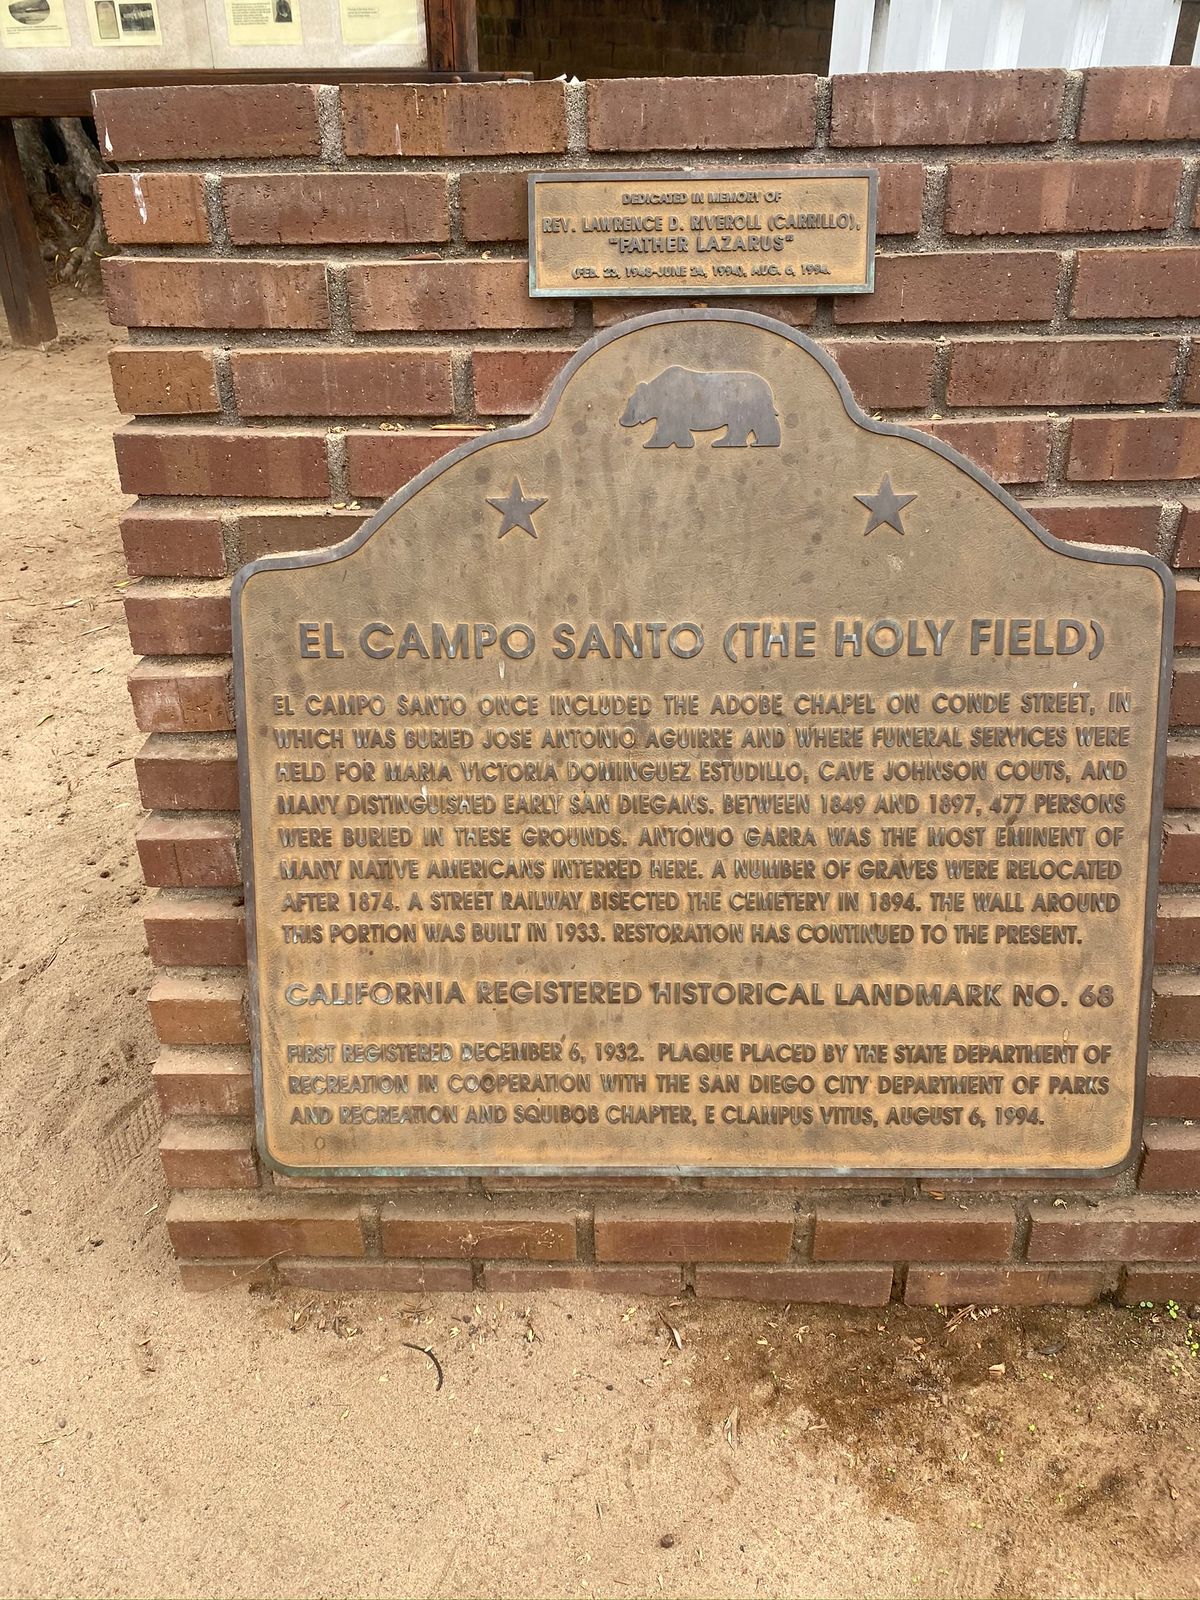 DEDICATED IN MEMORY OF
REV. LAWRENCE D. RIVEROLL (CARRILLO),
"FATHER LAZARUS"
(FEB. 23, 1948-JUNE 24, 1994), AUG. 6, 1994.
EL CAMPO SANTO (THE HOLY FIELD)
EL CAMPO SANTO ONCE INCLUDED THE ADOBE CHAPEL ON CONDE STREET, IN
WHICH WAS BURIED JOSE ANTONIO AGUIRRE AND WHERE FUNERAL SERVICES WERE
HELD FOR MARIA VICTORIA DOMINGUEZ ESTUDILLO, CAVE JOHNSON COUTS, AND
MANY DISTINGUISHED EARLY SAN DIEGANS. BETWEEN 1849 AND 1897, 477 PERSONS
WERE BURIED IN THESE GROUNDS. ANTONIO GARRA WAS THE MOST EMINENT OF
MANY NATIVE AMERICANS INTERRED HERE. A NUMBER OF GRAVES WERE RELOCATED
AFTER 1874. A STREET RAILWAY BISECTED THE CEMETERY IN 1894. THE WALL AROUND
THIS PORTION WAS BUILT IN 1933. RESTORATION HAS CONTINUED TO THE PRESENT.
CALIFORNIA REGISTERED HISTORICAL LANDMARK NO. 68
FIRST REGISTERED DECEMBER 6, 1932. PLAQUE PLACED BY THE STATE DEPARTMENT OF
RECREATION IN COOPERATION WITH THE SAN DIEGO CITY DEPARTMENT OF PARKS
AND RECREATION AND SQUIBOB CHAPTER, E CLAMPUS VITUS, AUGUST 6, 1994.